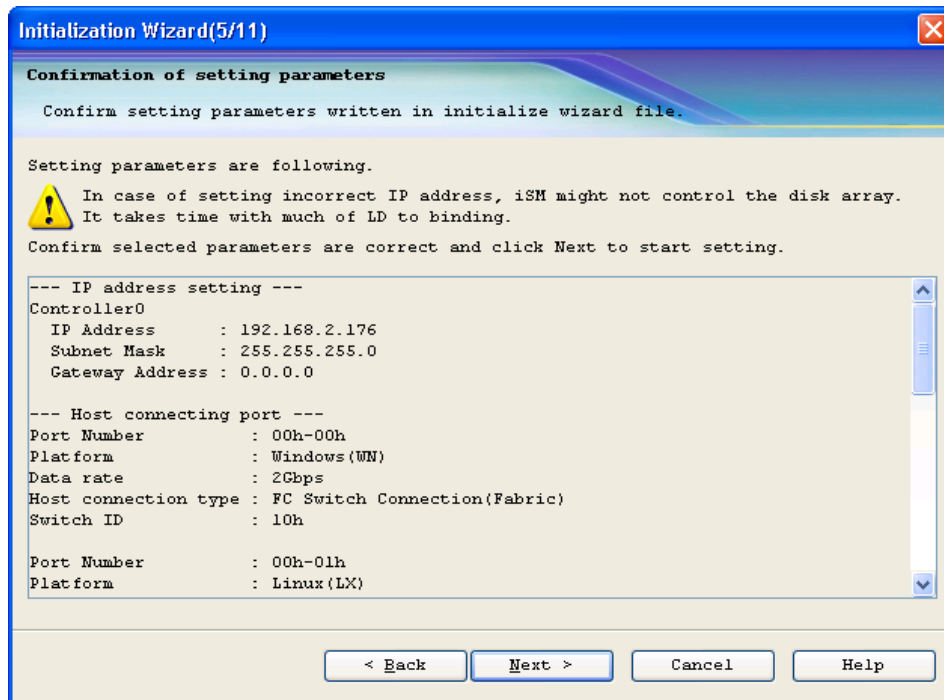 Initialization Wizard(5/11)
Confirmation of setting parameters
Confirm setting parameters written in initialize wizard file.
Setting parameters are following.
In case of setting incorrect IP address, iSM might not control the disk array.
It takes time with much of LD to binding.
Confirm selected parameters are correct and click Next to start setting.
--- IP address setting ---
Controller0
IP Address : 192.168.2.176
Subnet Mask : 255.255.255.0
Gateway Address : 0.0.0.0
--- Host connecting port ---
Port Number : 00h-00h
Platform : Windows(WN)
Data rate : 2Gbps
Host connection type : FC Switch Connection(Fabric)
Switch ID : 10h
Port Number : 00h-01h
Platform : Linux(LX)
< Back Next > Cancel Help